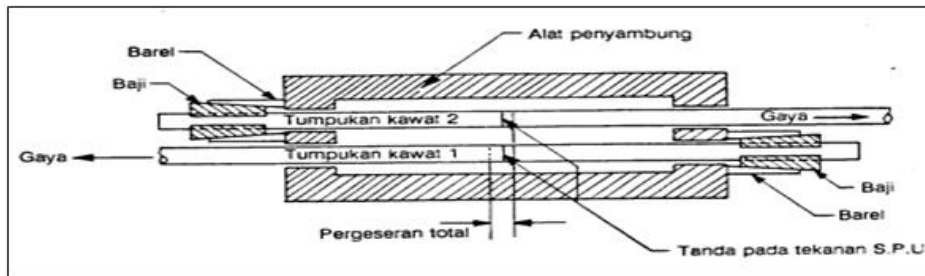 Alat penyambung
Barel
Baji
Tumpukan kawat 2
Gaya
Gaya
Tumpukan kawat 1
Baji
Barel
Pergeseran total
Tanda pada tekanan S.P.U